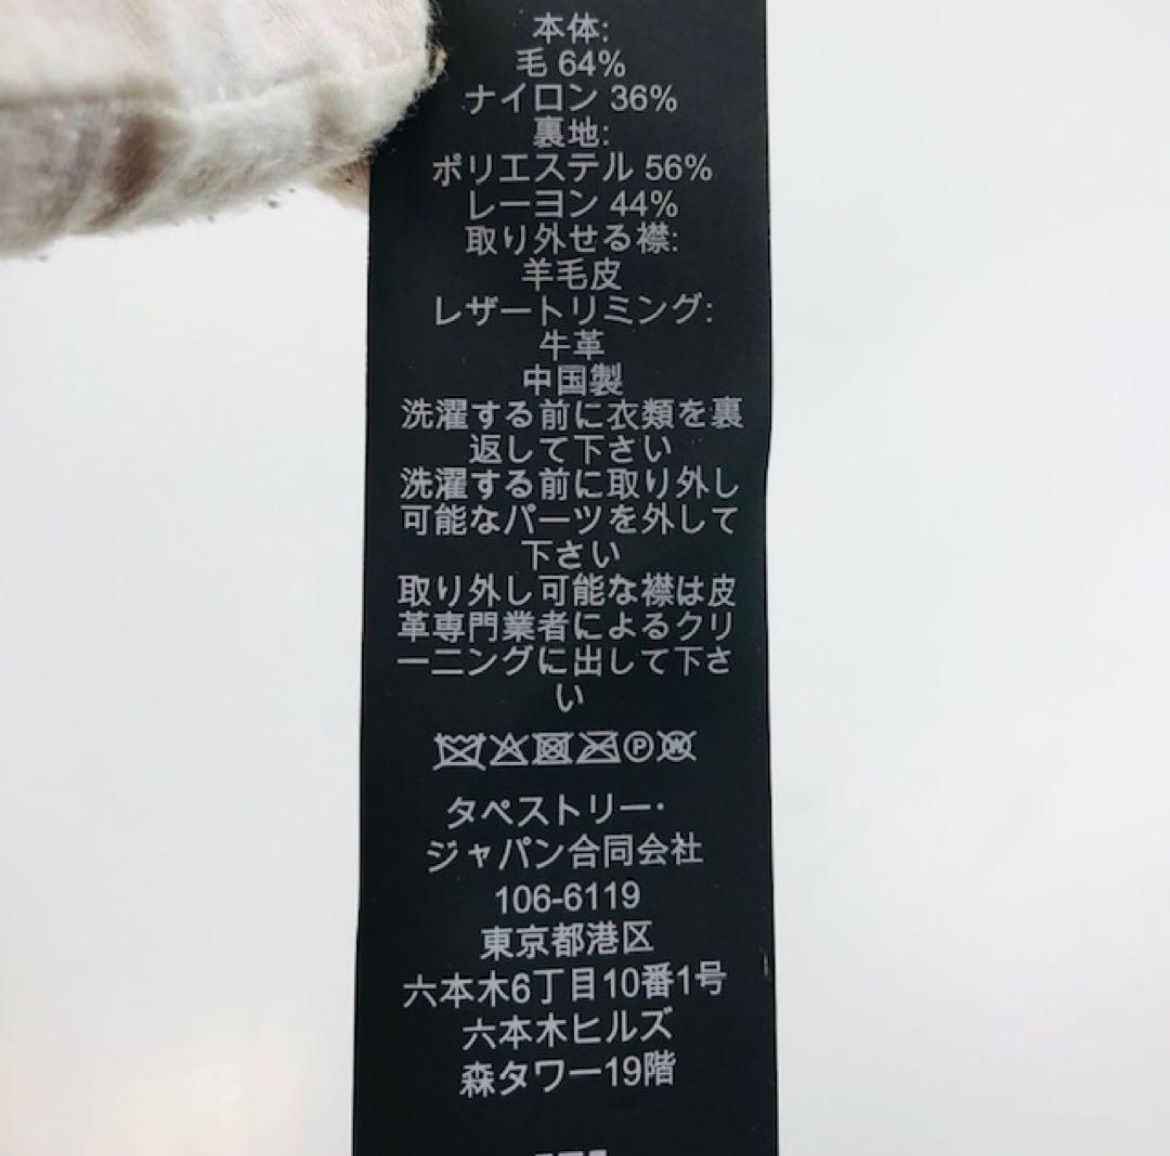 本体:
毛 64%
ナイロン 36%
裏地:
ポリエステル 56%
レーヨン 44%
取り外せる襟:
羊毛皮
レザートリミング:
牛革
中国製
洗濯する前に衣類を裏
返して下さい
洗濯する前に取り外し
可能なパーツを外して
下さい
取り外し可能な襟は皮
革専門業者によるクリ
ーニングに出して下さ
い
P W
タペストリー・
ジャパン合同会社
106-6119
東京都港区
六本木6丁目10番1号
六本木ヒルズ
森タワー19階